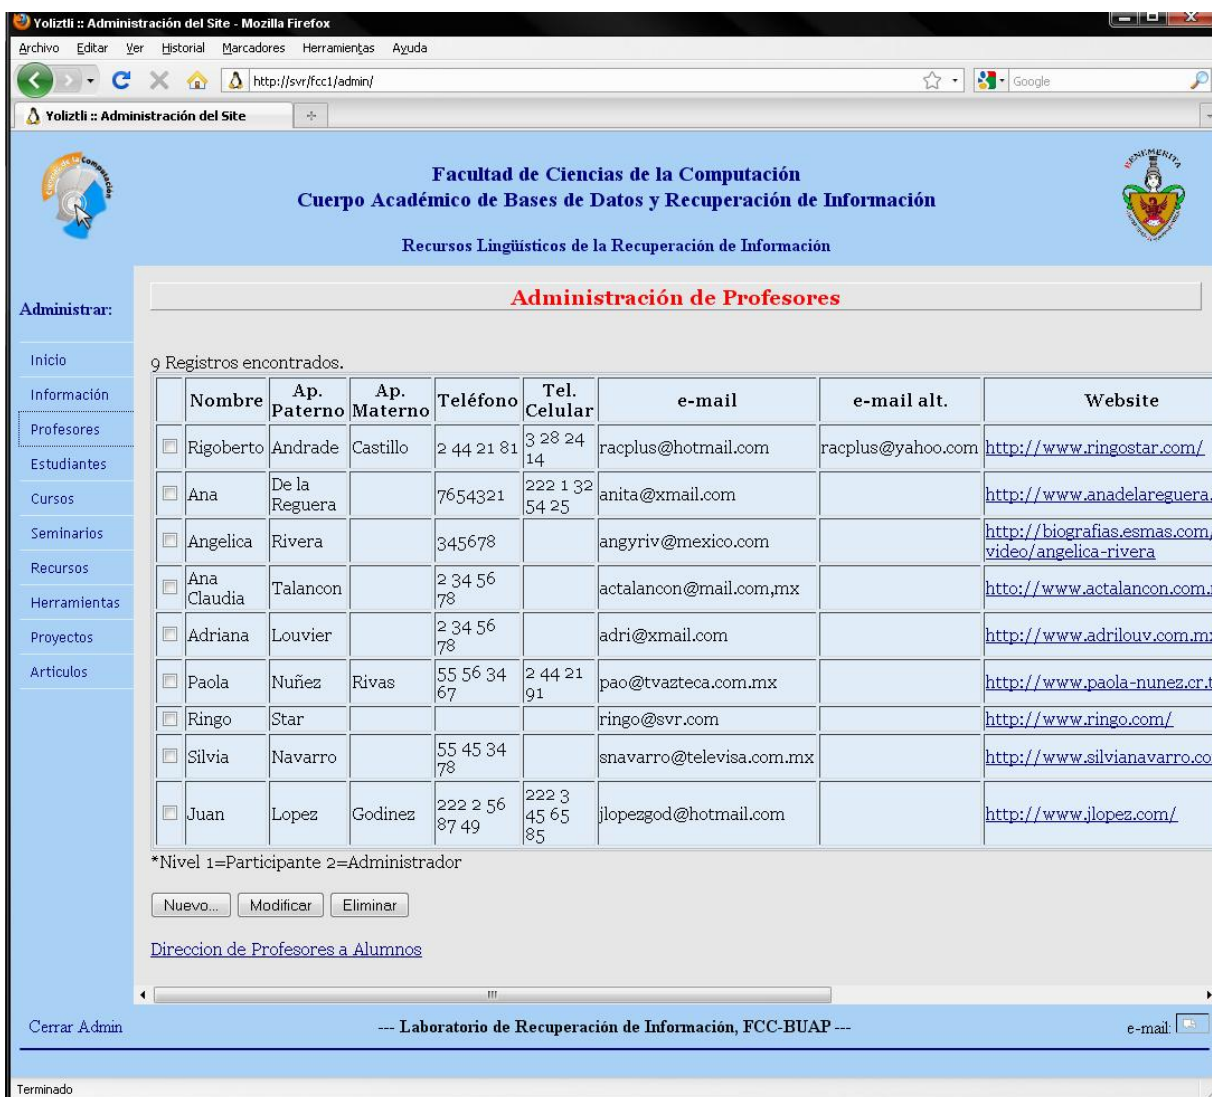 Yoliztli :: Administración del Site - Mozilla Firefox
Archivo Editar Ver Historial Marcadores Herramientas Ayuda
http://svr/fcc1/admin/ Google
Yoliztli :: Administración del Site
Facultad de Ciencias de la Computación
Cuerpo Académico de Bases de Datos y Recuperación de Información
Recursos Lingüísticos de la Recuperación de Información
Administrar:
Inicio
Información
Profesores
Estudiantes
Cursos
Seminarios
Recursos
Herramientas
Proyectos
Articulos
Administración de Profesores
9 Registros encontrados.
Nombre Ap. Paterno Ap. Materno Teléfono Tel. Celular e-mail e-mail alt. Website
Rigoberto Andrade Castillo 2 44 21 81 3 28 24 14 racplus@hotmail.com racplus@yahoo.com http://www.ringostar.com/
Ana De la Reguera 7654321 222 1 32 54 25 anita@xmail.com http://www.anadelareguera.
Angelica Rivera 345678 angyriv@mexico.com http://biografias.esmas.com/
video/angelica-rivera
Ana Claudia Talancon 2 34 56 78 actalancon@mail.com,mx htto://www.actalancon.com.
Adriana Louvier 2 34 56 78 adri@xmail.com http://www.adrilouv.com.mx
Paola Nuñez Rivas 55 56 34 67 2 44 21 91 pao@tvazteca.com.mx http://www.paola-nunez.cr.t
Ringo Star ringo@svr.com http://www.ringo.com/
Silvia Navarro 55 45 34 78 snavarro@televisa.com.mx http://www.silvianavarro.co
Juan Lopez Godinez 222 2 56 87 49 222 3 45 65 85 jlopezgod@hotmail.com http://www.jlopez.com/
*Nivel 1=Participante 2=Administrador
Nuevo... Modificar Eliminar
Direccion de Profesores a Alumnos
Cerrar Admin --- Laboratorio de Recuperación de Información, FCC-BUAP --- e-mail:
Terminado